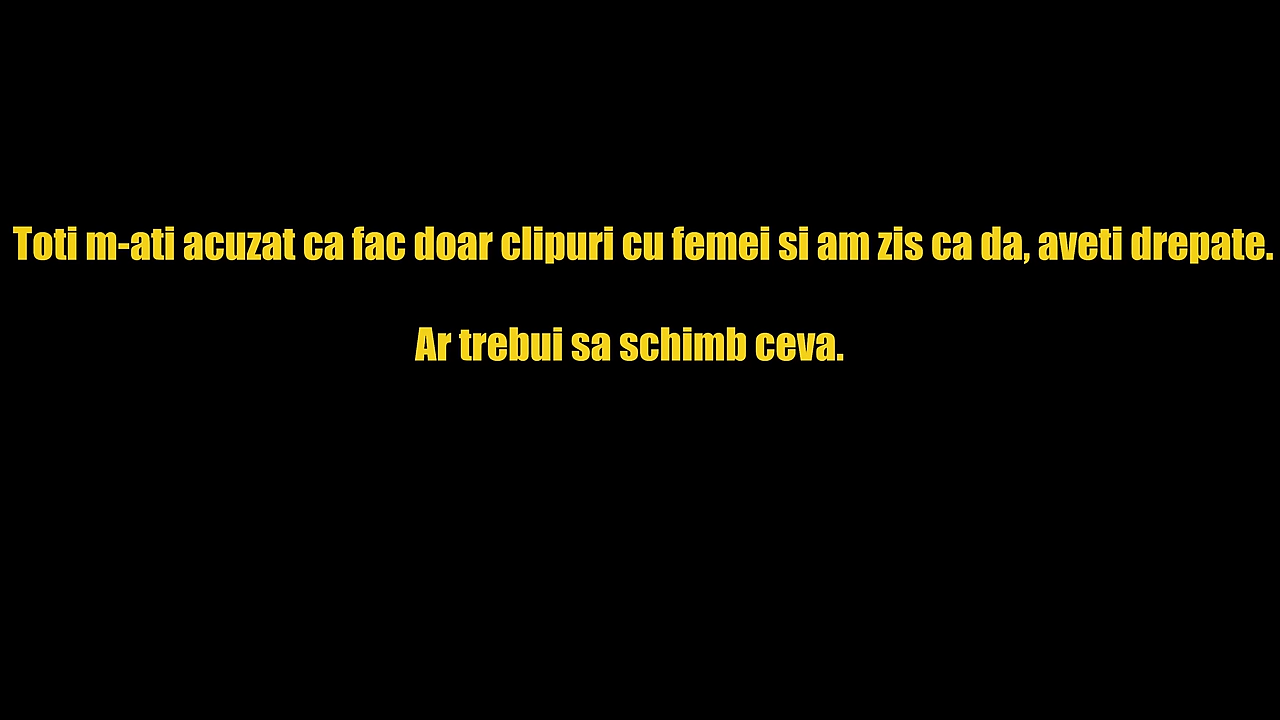 Toti m-ati acuzat ca fac doar clipuri cu femei si am zis ca da, aveti drepate.
Ar trebui sa schimb ceva.